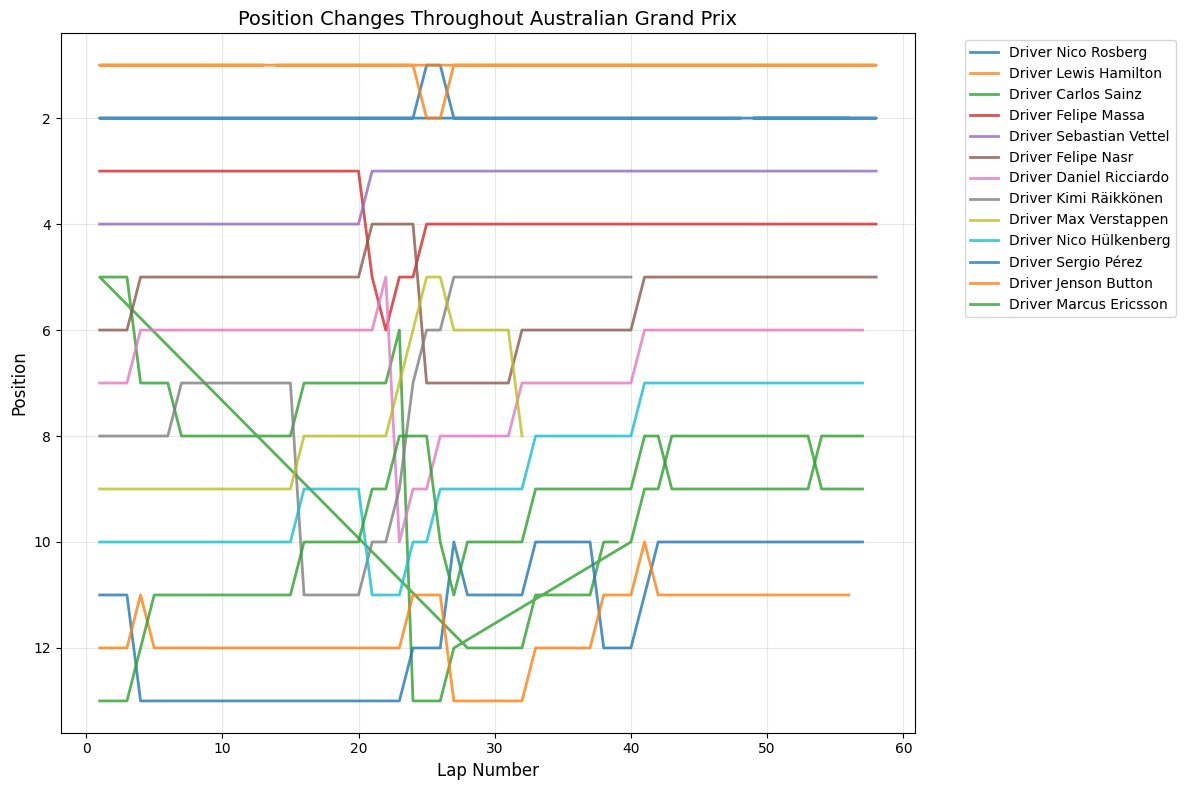 Position Changes Throughout Australian Grand Prix
Position
2
4
6
8
10
12
0 10 20 30 40 50 60
Lap Number
Driver Nico Rosberg
Driver Lewis Hamilton
Driver Carlos Sainz
Driver Felipe Massa
Driver Sebastian Vettel
Driver Felipe Nasr
Driver Daniel Ricciardo
Driver Kimi Räikkönen
Driver Max Verstappen
Driver Nico Hülkenberg
Driver Sergio Pérez
Driver Jenson Button
Driver Marcus Ericsson